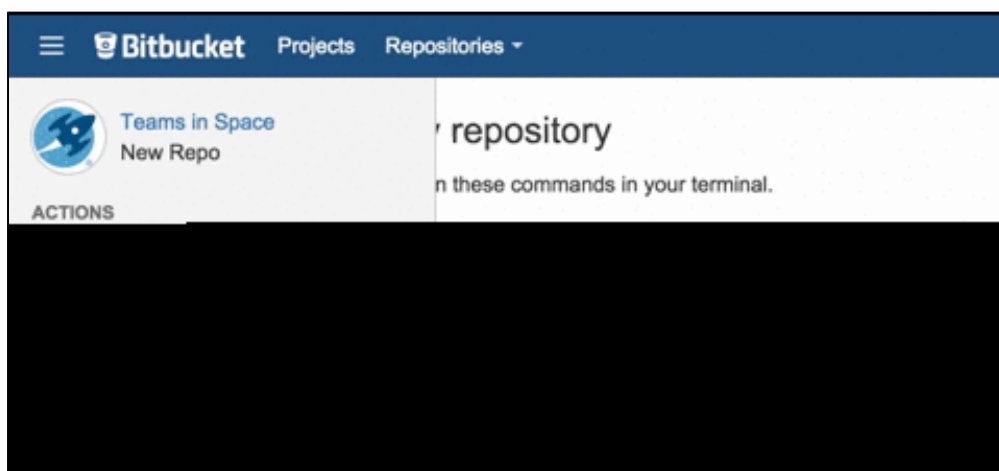 Bitbucket Projects Repositories
Teams in Space
New Repo
repository
these commands in your terminal.
ACTIONS